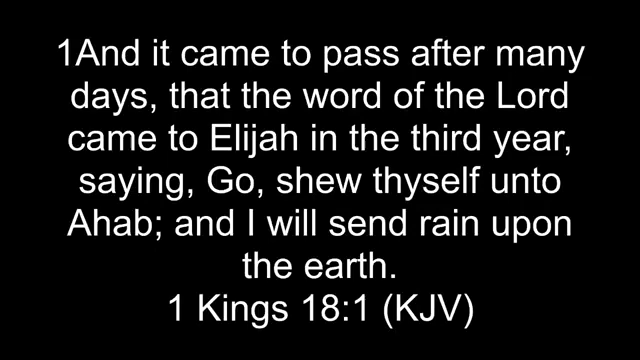 1And it came to pass after many
days, that the word of the Lord
came to Elijah in the third year,
saying, Go, shew thyself unto
Ahab; and I will send rain upon
the earth.
1 Kings 18:1 (KJV)